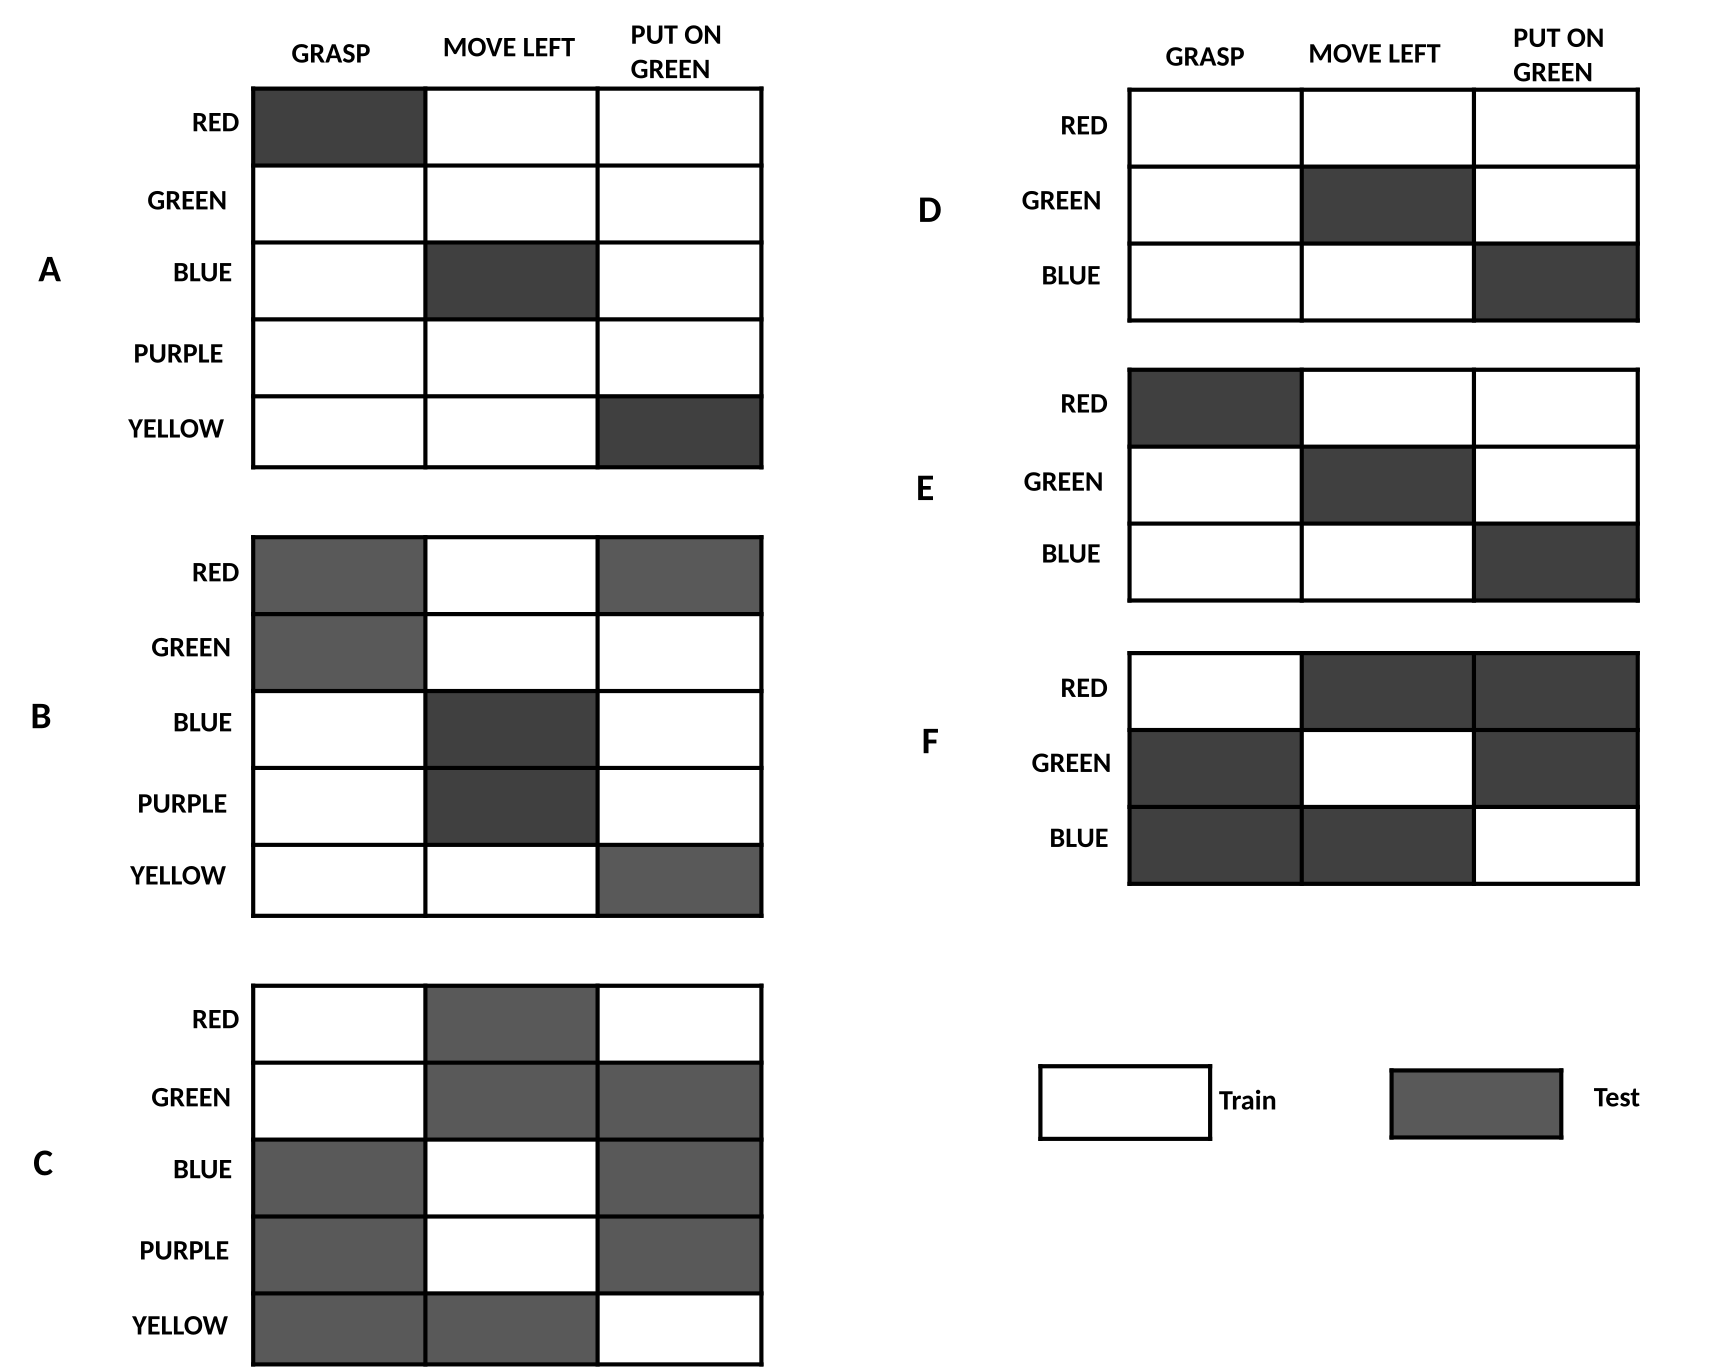 GRASP
MOVE LEFT
PUT ON
GREEN
A
RED
GREEN
BLUE
PURPLE
YELLOW
B
RED
GREEN
BLUE
PURPLE
YELLOW
C
RED
GREEN
BLUE
PURPLE
YELLOW
GRASP
MOVE LEFT
PUT ON
GREEN
D
RED
GREEN
BLUE
E
RED
GREEN
BLUE
F
RED
GREEN
BLUE
Train
Test